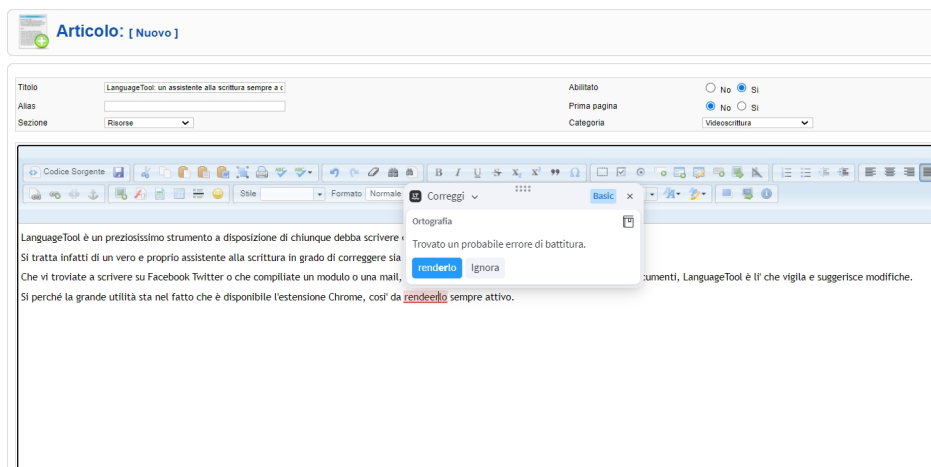 Articolo: [ Nuovo ]
Titolo
LanguageTool: un assistente alla scrittura sempre a c
Abilitato
No Si
Alias
Prima pagina
No Si
Sezione
Risorse
Categoria
Videoscrittura
Codice Sorgente
B I U S X₂ X² Ω
Stile
Formato Normale
LT Correggi Basic ×
Ortografia
Trovato un probabile errore di battitura.
renderlo Ignora
LanguageTool è un preziosissimo strumento a disposizione di chiunque debba scrivere
Si tratta infatti di un vero e proprio assistente alla scrittura in grado di correggere sia
Che vi troviate a scrivere su Facebook Twitter o che compiliate un modulo o una mail, cumenti, LanguageTool è li' che vigila e suggerisce modifiche.
Si perché la grande utilità sta nel fatto che è disponibile l'estensione Chrome, cosi' da rendeerlo sempre attivo.